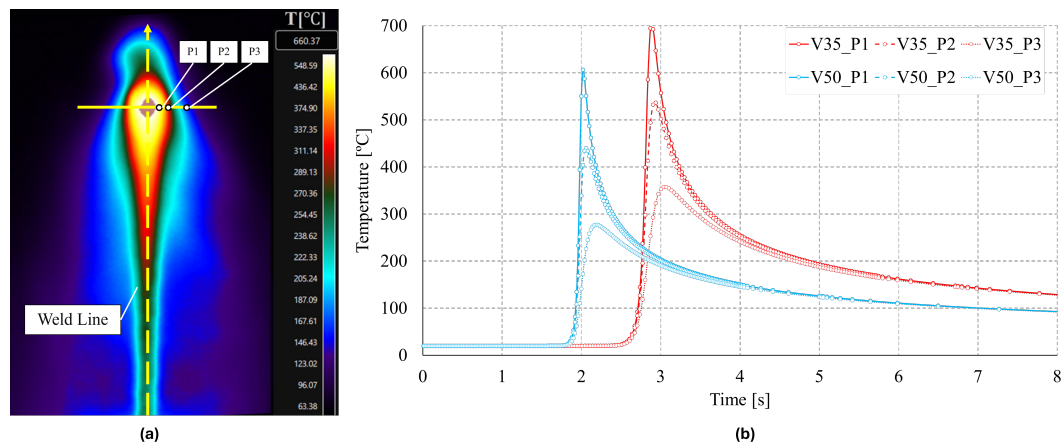 T[℃]
660.37
548.59
436.42
374.90
337.35
311.14
289.13
270.36
254.45
222.33
205.24
187.09
167.61
146.43
123.02
96.07
63.38
P1 P2 P3
Weld Line
(a)
Temperature [℃]
700
600
500
400
300
200
100
0
0 1 2 3 4 5 6 7 8
Time [s]
V35_P1 V35_P2 V35_P3
V50_P1 V50_P2 V50_P3
(b)